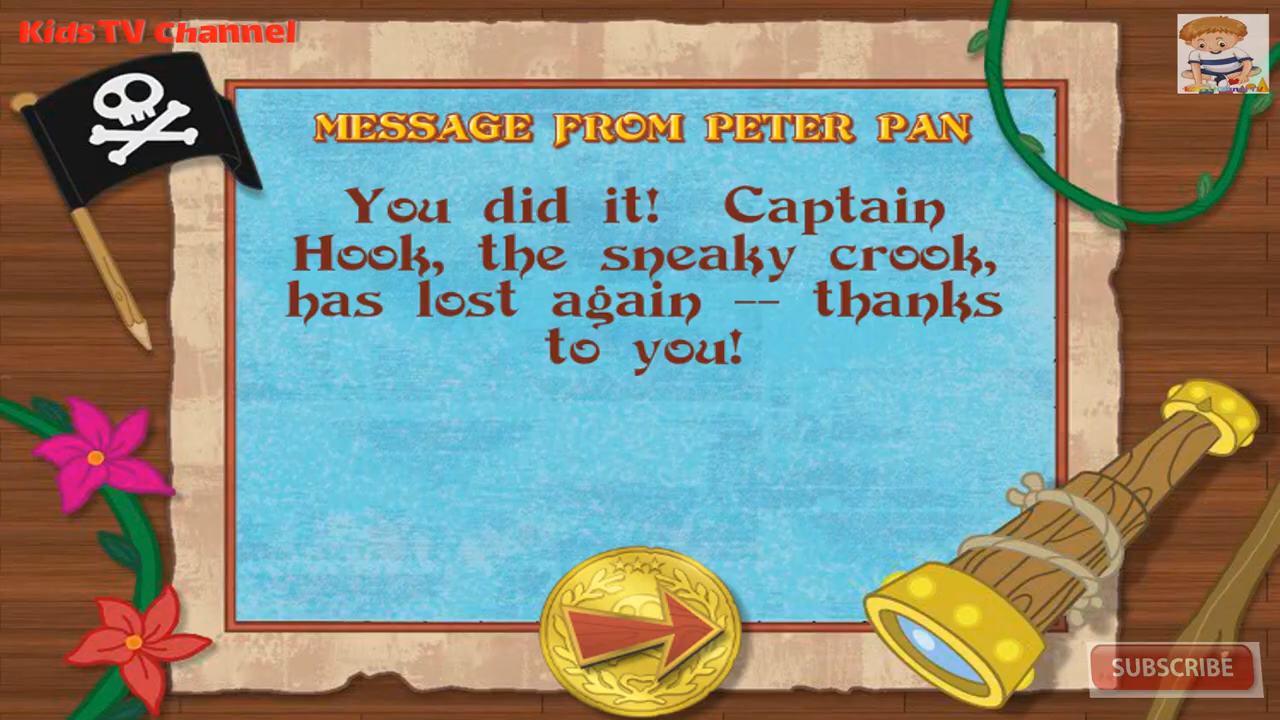 Kids TV Channel
MESSAGE FROM PETER PAN
You did it! Captain
Hook, the sneaky crook,
has lost again -- thanks
to you!
SUBSCRIBE